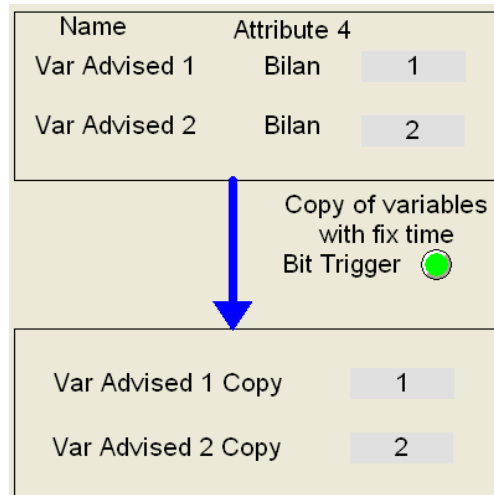 Name Attribute 4
Var Advised 1 Bilan 1
Var Advised 2 Bilan 2
Copy of variables
with fix time
Bit Trigger
Var Advised 1 Copy 1
Var Advised 2 Copy 2